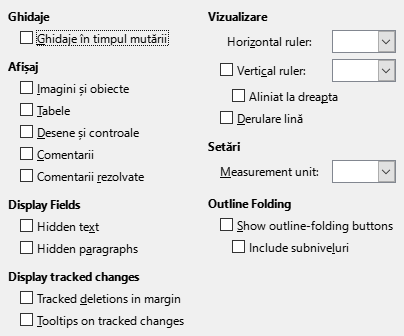 Ghidaje
Ghidaje în timpul mutării
Afișaj
Imagini și obiecte
Tabele
Desene și controale
Comentarii
Comentarii rezolvate
Display Fields
Hidden text
Hidden paragraphs
Display tracked changes
Tracked deletions in margin
Tooltips on tracked changes
Vizualizare
Horizontal ruler:
Vertical ruler:
Aliniat la dreapta
Derulare lină
Setări
Measurement unit:
Outline Folding
Show outline-folding buttons
Include subniveluri